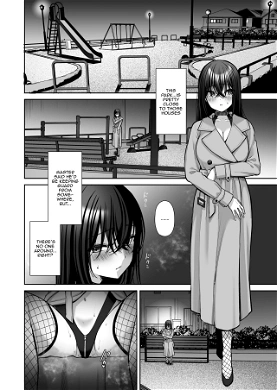 THIS
PARK... IS
PRETTY
CLOSE
TO THOSE
HOUSES
MASTER
SAID HE'D
BE KEEPING
GUARD
FROM
SOME-
WHERE,
BUT...
...
THERE'S
NO ONE
AROUND...
RIGHT?